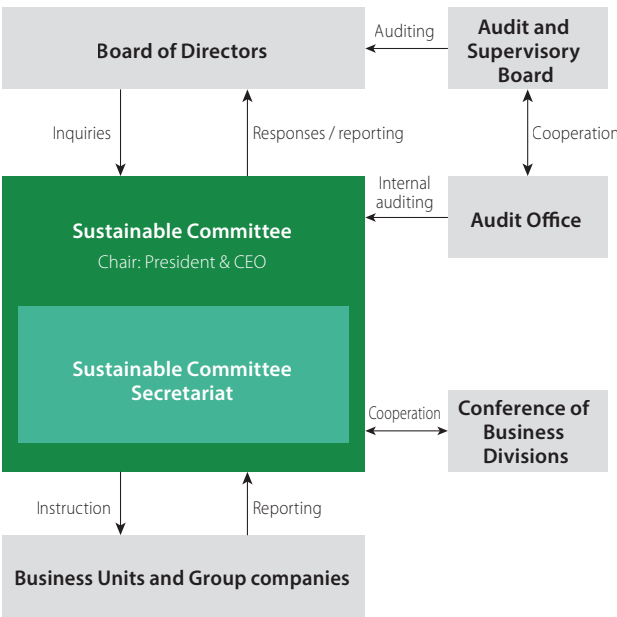 Board of Directors
Auditing
Audit and
Supervisory
Board
Inquiries
Responses / reporting
Cooperation
Sustainable Committee
Chair: President & CEO
Internal
auditing
Audit Office
Sustainable Committee
Secretariat
Cooperation
Conference of
Business
Divisions
Instruction
Reporting
Business Units and Group companies